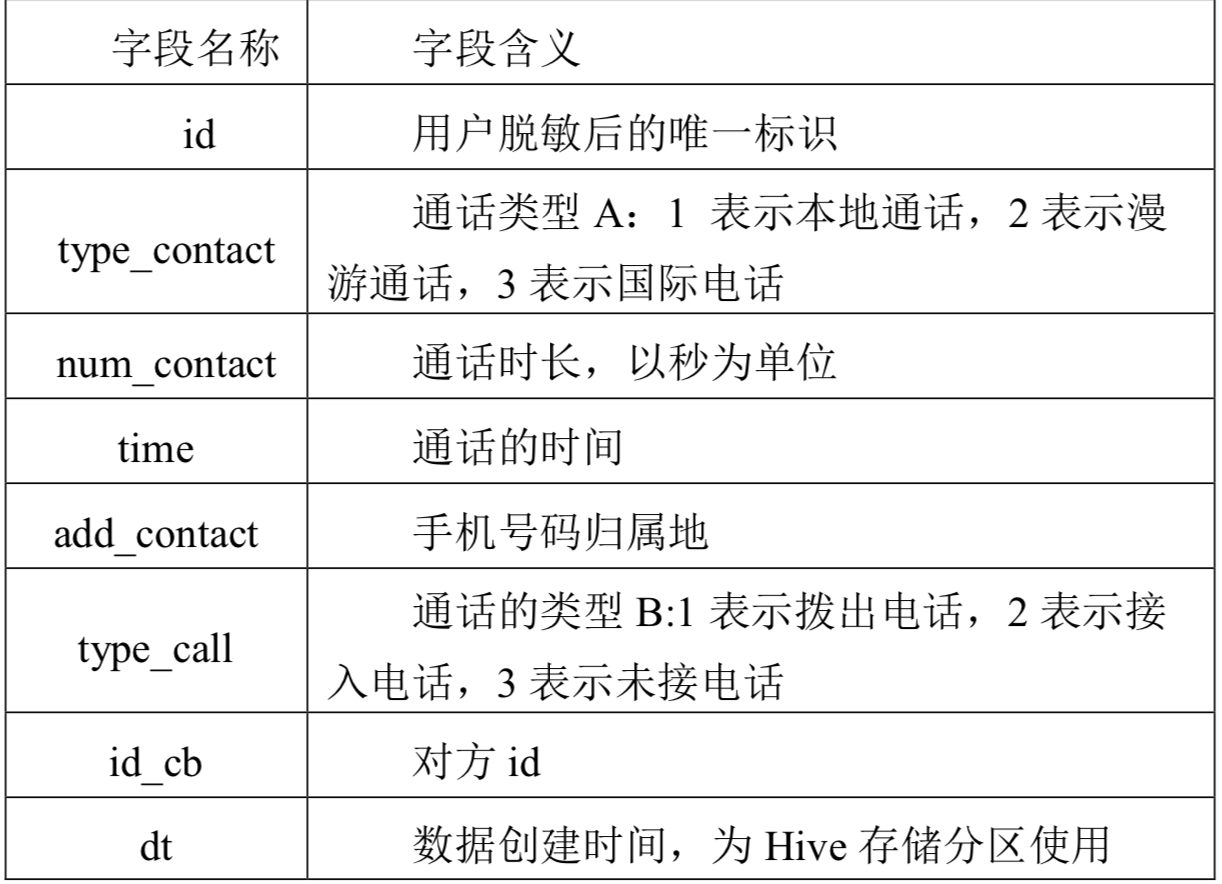 字段名称 字段含义
id 用户脱敏后的唯一标识
type_contact 通话类型 A：1 表示本地通话，2 表示漫
游通话，3 表示国际电话
num_contact 通话时长，以秒为单位
time 通话的时间
add_contact 手机号码归属地
type_call 通话的类型 B:1 表示拨出电话，2 表示接
入电话，3 表示未接电话
id_cb 对方 id
dt 数据创建时间，为 Hive 存储分区使用